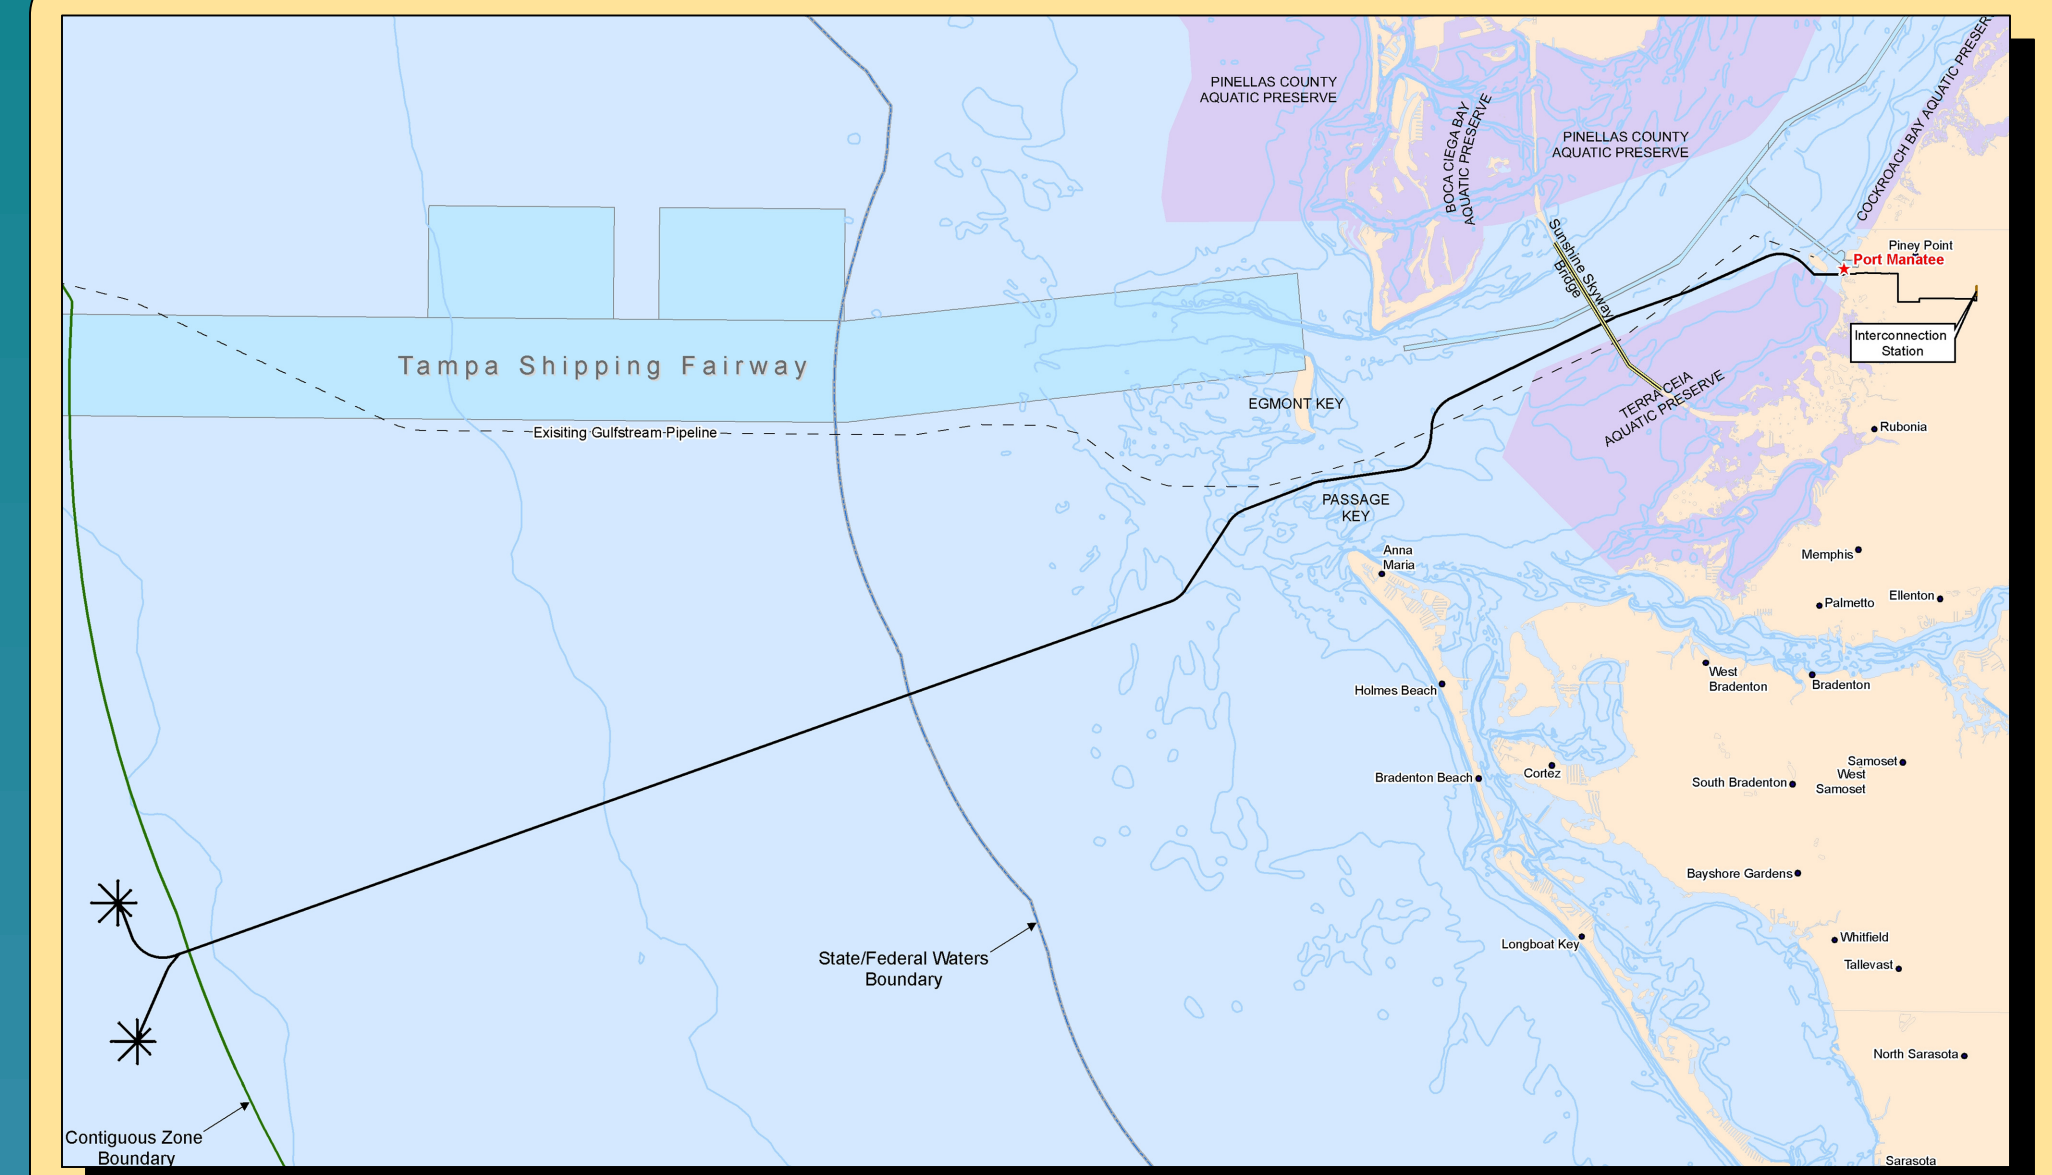 PINELLAS COUNTY
AQUATIC PRESERVE
BOCA CIEGA BAY
AQUATIC PRESERVE
PINELLAS COUNTY
AQUATIC PRESERVE
COCKROACH BAY AQUATIC PRESER
Sunshine Skyway
Bridge
Piney Point
Port Manatee
Interconnection
Station
Tampa Shipping Fairway
EGMONT KEY
TERRA CEIA
AQUATIC PRESERVE
Exisiting Gulfstream Pipeline
Rubonia
PASSAGE
KEY
Anna
Maria
Memphis
Palmetto
Ellenton
West
Bradenton
Bradenton
Holmes Beach
Samoset
West
Samoset
Cortez
Bradenton Beach
South Bradenton
Bayshore Gardens
Whitfield
Longboat Key
Tallevast
State/Federal Waters
Boundary
North Sarasota
Contiguous Zone
Boundary
Sarasota